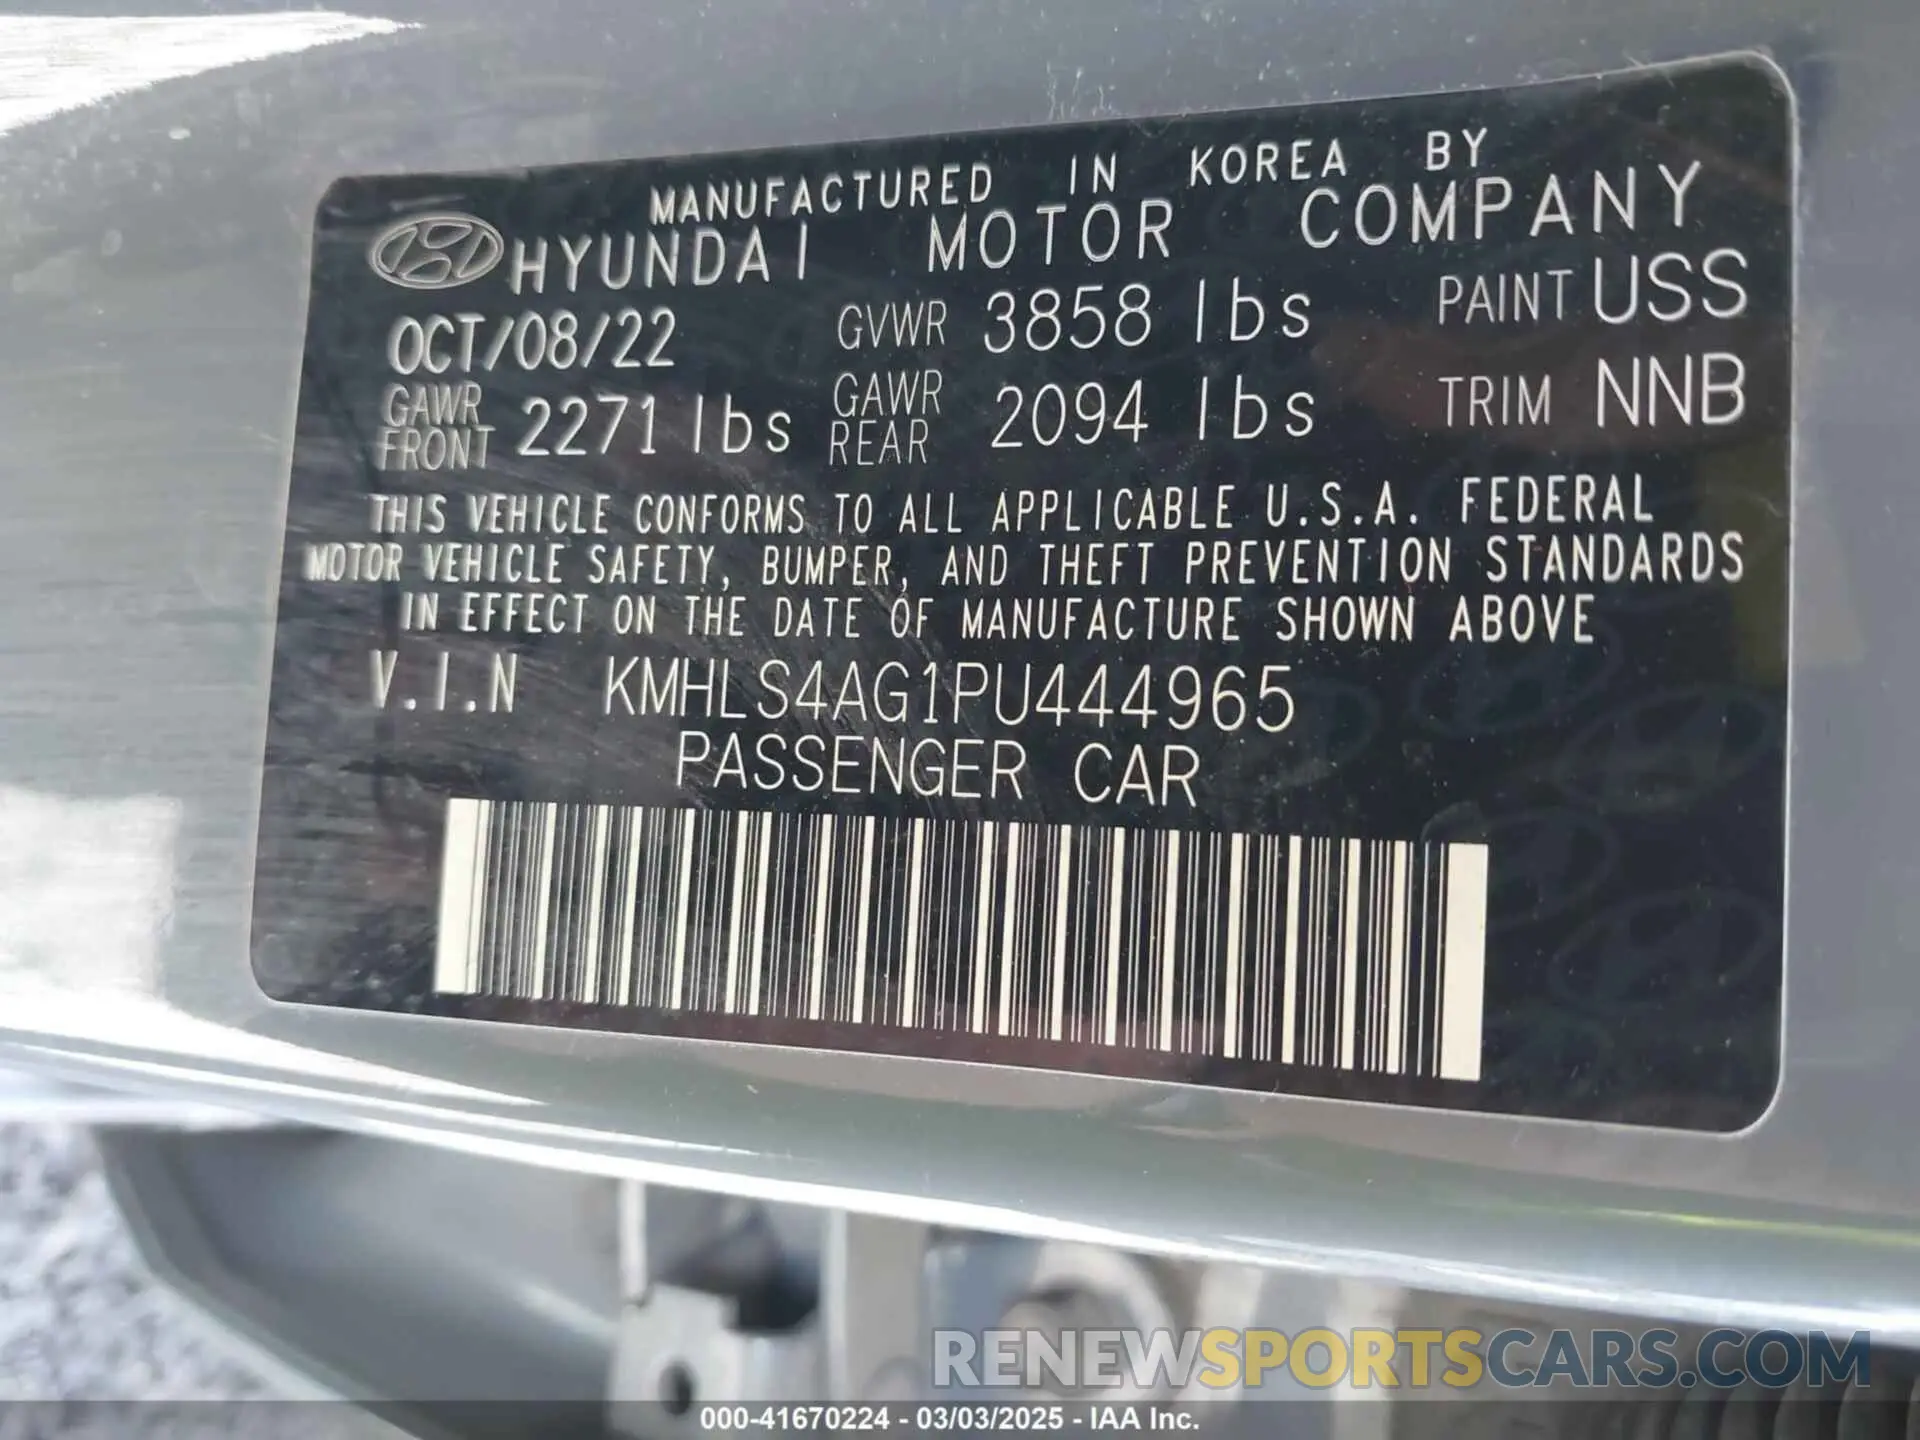 MANUFACTURED IN KOREA BY
HYUNDAI MOTOR COMPANY
OCT/08/22 GVWR 3858 lbs PAINT USS
GAWR FRONT 2271 lbs GAWR REAR 2094 lbs TRIM NNB
THIS VEHICLE CONFORMS TO ALL APPLICABLE U.S.A. FEDERAL
MOTOR VEHICLE SAFETY, BUMPER, AND THEFT PREVENTION STANDARDS
IN EFFECT ON THE DATE OF MANUFACTURE SHOWN ABOVE
V.I.N KMHLS4AG1PU444965
PASSENGER CAR
RENEWSPORTSCARS.COM
000-41670224 - 03/03/2025 - IAA Inc.